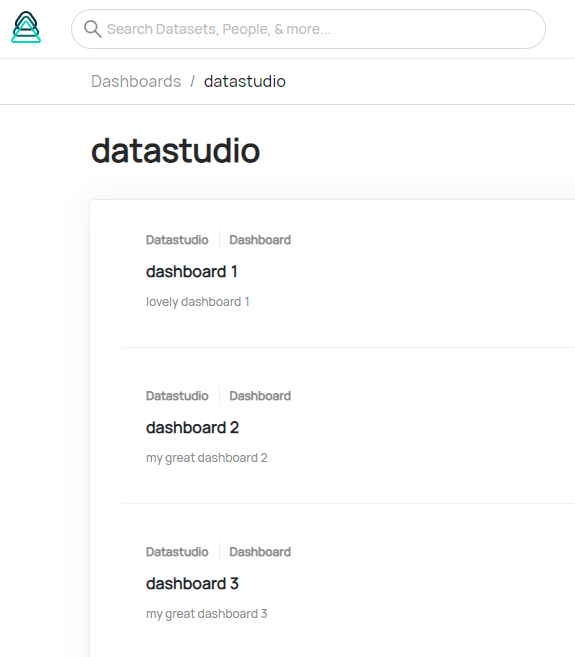 Search Datasets, People, & more...
Dashboards / datastudio
datastudio
Datastudio Dashboard
dashboard 1
lovely dashboard 1
Datastudio Dashboard
dashboard 2
my great dashboard 2
Datastudio Dashboard
dashboard 3
my great dashboard 3